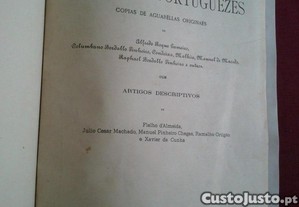 PORTUGUEZES
COPIAS DE AGUARELLAS ORIGINAES
Alfredo Roque Gameiro,
Columbano Bordallo Pinheiro, Condeixa, Malhôa, Manuel de Macedo,
Raphael Bordallo Pinheiro e outros.
COM
ARTIGOS DESCRIPTIVOS
DE
Fialho d'Almeida,
Julio Cesar Machado, Manuel Pinheiro Chagas, Ramalho Ortigão
e Xavier da Cunha
CustoJusto.pt